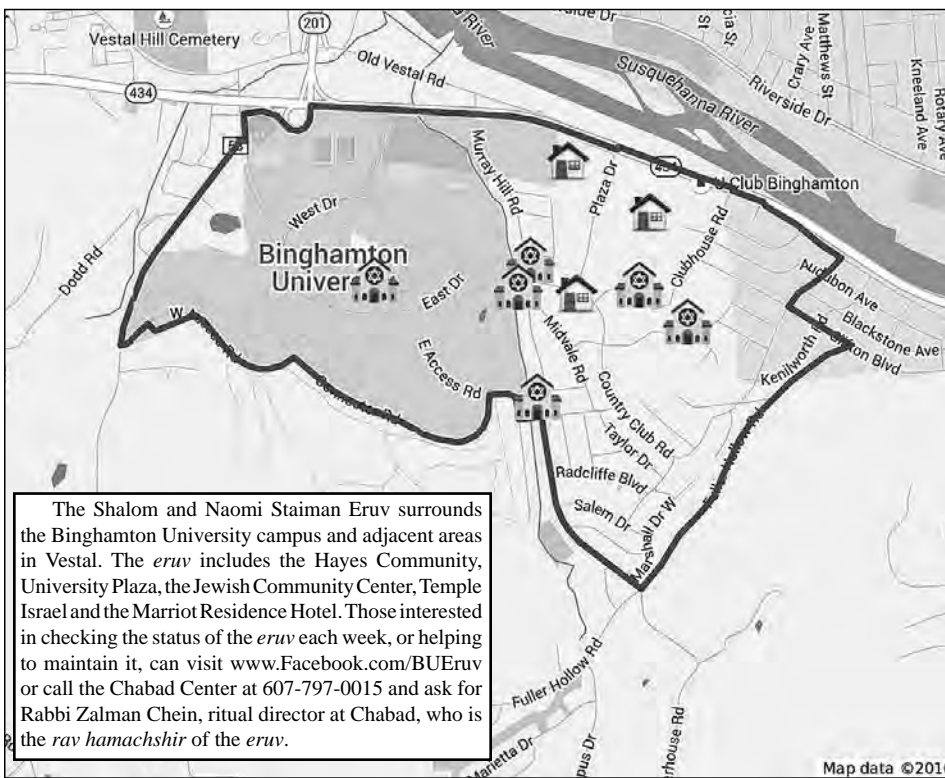 Vestal Hill Cemetery
201
434
Old Vestal Rd
River
Susquehanna River
Riverside Dr
Crary Ave
Matthews St
Kneeland Ave
Rotary Ave
Murray Hill Rd
Plaza Dr
U Club Binghamton
West Dr
Dodd Rd
Binghamton
East Dr
Clubhouse Rd
Audubon Ave
Blackstone Ave
Kenilworth
E Access Rd
Midvale Rd
Country Club Rd
Taylor Dr
Radcliffe Blvd
Salem Dr
Marshall Dr W
Fuller Hollow Rd
The Shalom and Naomi Staiman Eruv surrounds
the Binghamton University campus and adjacent areas
in Vestal. The eruv includes the Hayes Community,
University Plaza, the Jewish Community Center, Temple
Israel and the Marriot Residence Hotel. Those interested
in checking the status of the eruv each week, or helping
to maintain it, can visit www.Facebook.com/BUEruv
or call the Chabad Center at 607-797-0015 and ask for
Rabbi Zalman Chein, ritual director at Chabad, who is
the rav hamachshir of the eruv.
Fuller Hollow Rd
Marietta Dr
Map data ©2016